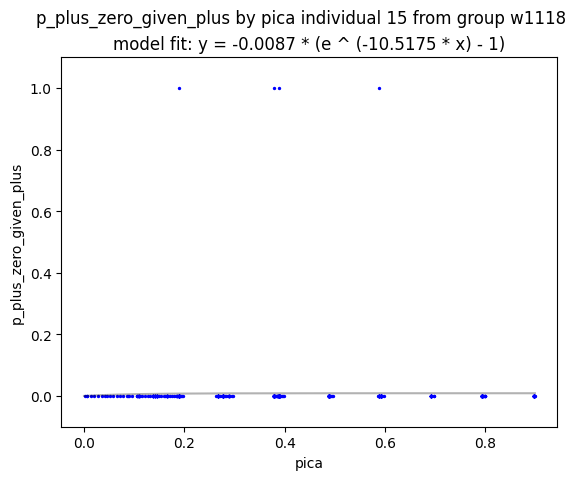 p_plus_zero_given_plus by pica individual 15 from group w1118
model fit: y = -0.0087 * (e ^ (-10.5175 * x) - 1)
p_plus_zero_given_plus
1.0
0.8
0.6
0.4
0.2
0.0
0.0 0.2 0.4 0.6 0.8
pica